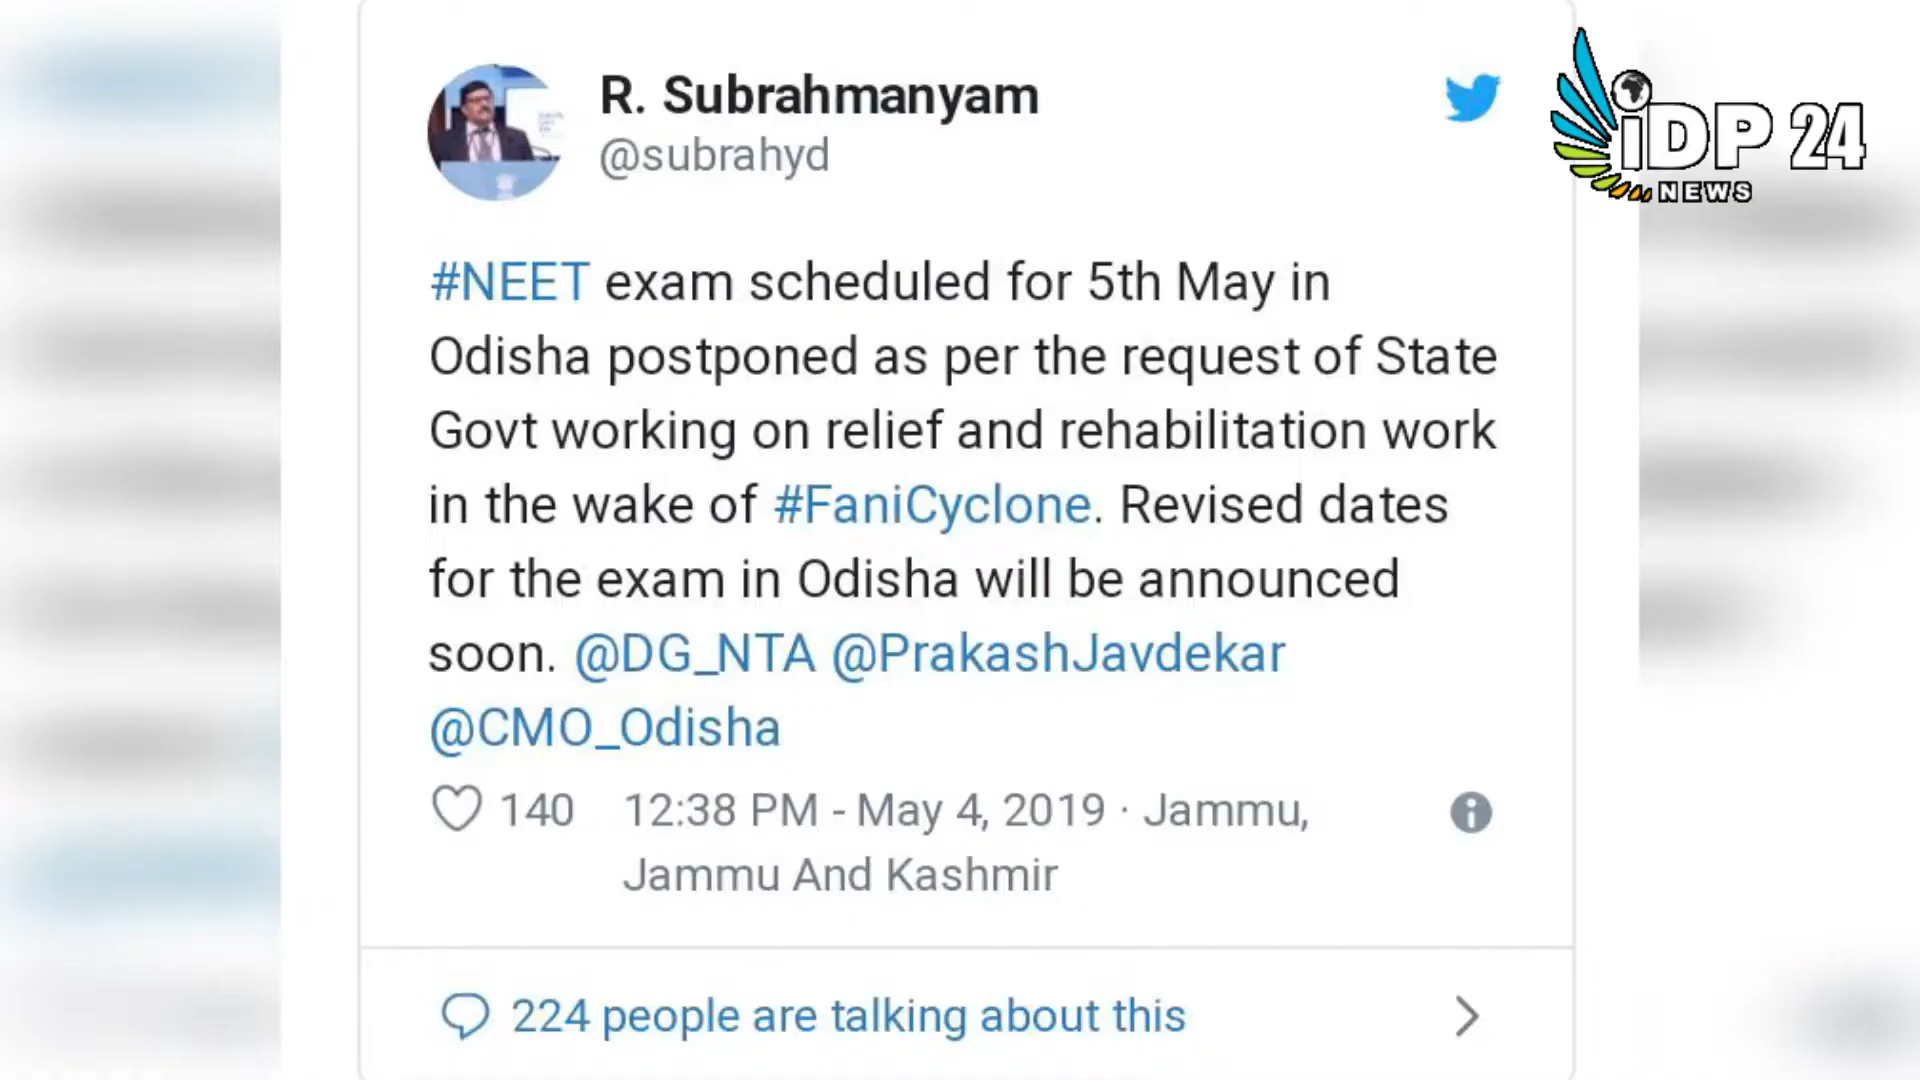 R. Subrahmanyam
@subrahyd
iDP 24
NEWS
#NEET exam scheduled for 5th May in
Odisha postponed as per the request of State
Govt working on relief and rehabilitation work
in the wake of #FaniCyclone. Revised dates
for the exam in Odisha will be announced
soon. @DG_NTA @PrakashJavdekar
@CMO_Odisha
140 12:38 PM - May 4, 2019 · Jammu,
Jammu And Kashmir
224 people are talking about this